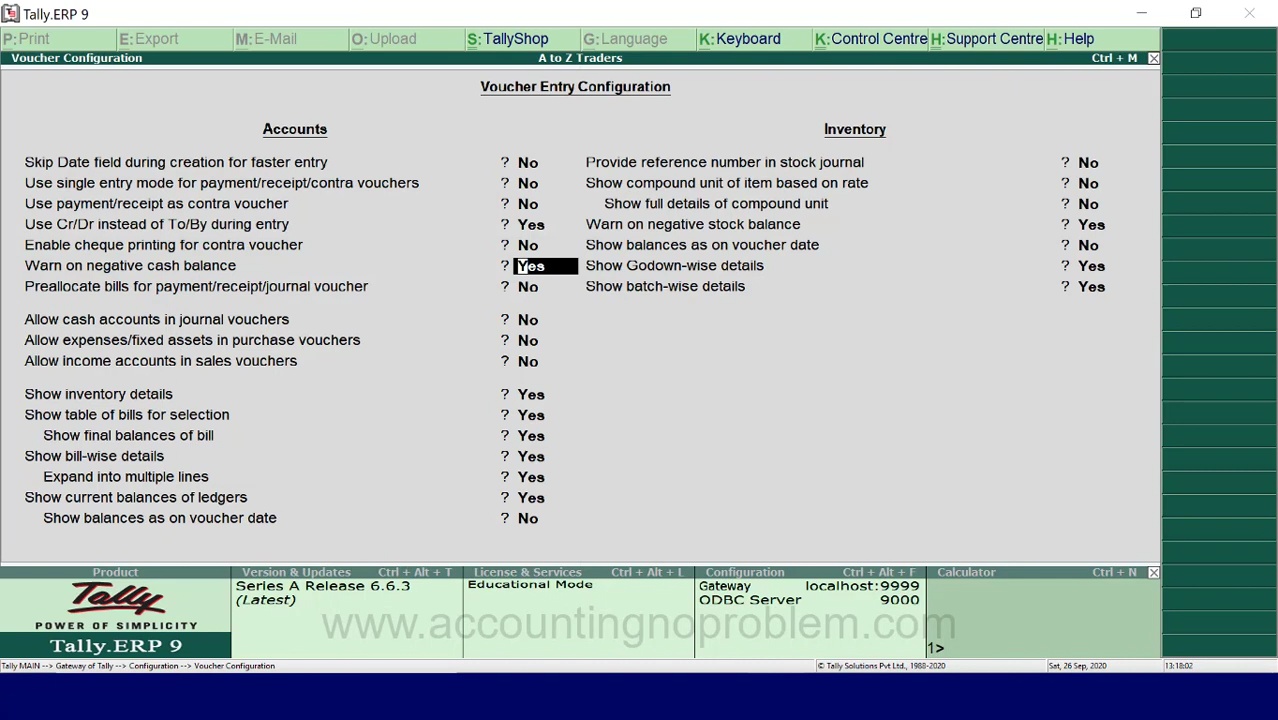 Tally.ERP 9
P: Print E: Export M: E-Mail O: Upload S: TallyShop G: Language K: Keyboard K: Control Centre H: Support Centre H: Help
Voucher Configuration A to Z Traders Ctrl + M
Voucher Entry Configuration
Accounts
Skip Date field during creation for faster entry ? No
Use single entry mode for payment/receipt/contra vouchers ? No
Use payment/receipt as contra voucher ? No
Use Cr/Dr instead of To/By during entry ? Yes
Enable cheque printing for contra voucher ? No
Warn on negative cash balance ? Yes
Preallocate bills for payment/receipt/journal voucher ? No
Allow cash accounts in journal vouchers ? No
Allow expenses/fixed assets in purchase vouchers ? No
Allow income accounts in sales vouchers ? No
Show inventory details ? Yes
Show table of bills for selection ? Yes
Show final balances of bill ? Yes
Show bill-wise details ? Yes
Expand into multiple lines ? Yes
Show current balances of ledgers ? Yes
Show balances as on voucher date ? No
Inventory
Provide reference number in stock journal ? No
Show compound unit of item based on rate ? No
Show full details of compound unit ? No
Warn on negative stock balance ? Yes
Show balances as on voucher date ? No
Show Godown-wise details ? Yes
Show batch-wise details ? Yes
Product
Tally
POWER OF SIMPLICITY
Tally.ERP 9
Version & Updates Ctrl + Alt + T
Series A Release 6.6.3
(Latest)
License & Services Ctrl + Alt + L
Educational Mode
Configuration Ctrl + Alt + F
Gateway localhost:9999
ODBC Server 9000
Calculator Ctrl + N
1>
www.accountingnoproblem.com
Tally MAIN --> Gateway of Tally --> Configuration --> Voucher Configuration © Tally Solutions Pvt Ltd., 1988-2020 Sat, 26 Sep, 2020 13:18:02